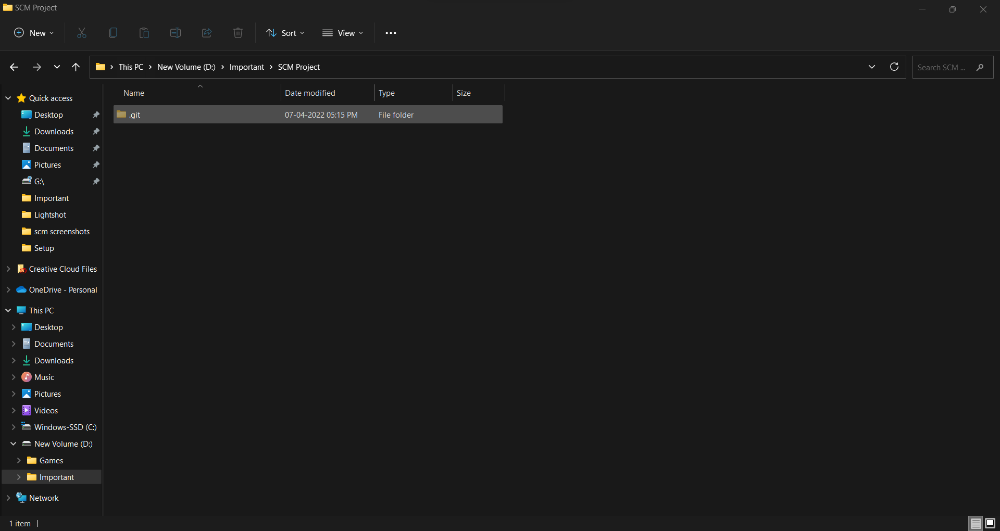 SCM Project
New
Sort
View
This PC
New Volume (D:)
Important
SCM Project
Search SCM ...
Name
Date modified
Type
Size
.git
07-04-2022 05:15 PM
File folder
Quick access
Desktop
Downloads
Documents
Pictures
G:\
Important
Lightshot
scm screenshots
Setup
Creative Cloud Files
OneDrive - Personal
This PC
Desktop
Documents
Downloads
Music
Pictures
Videos
Windows-SSD (C:)
New Volume (D:)
Games
Important
Network
1 item